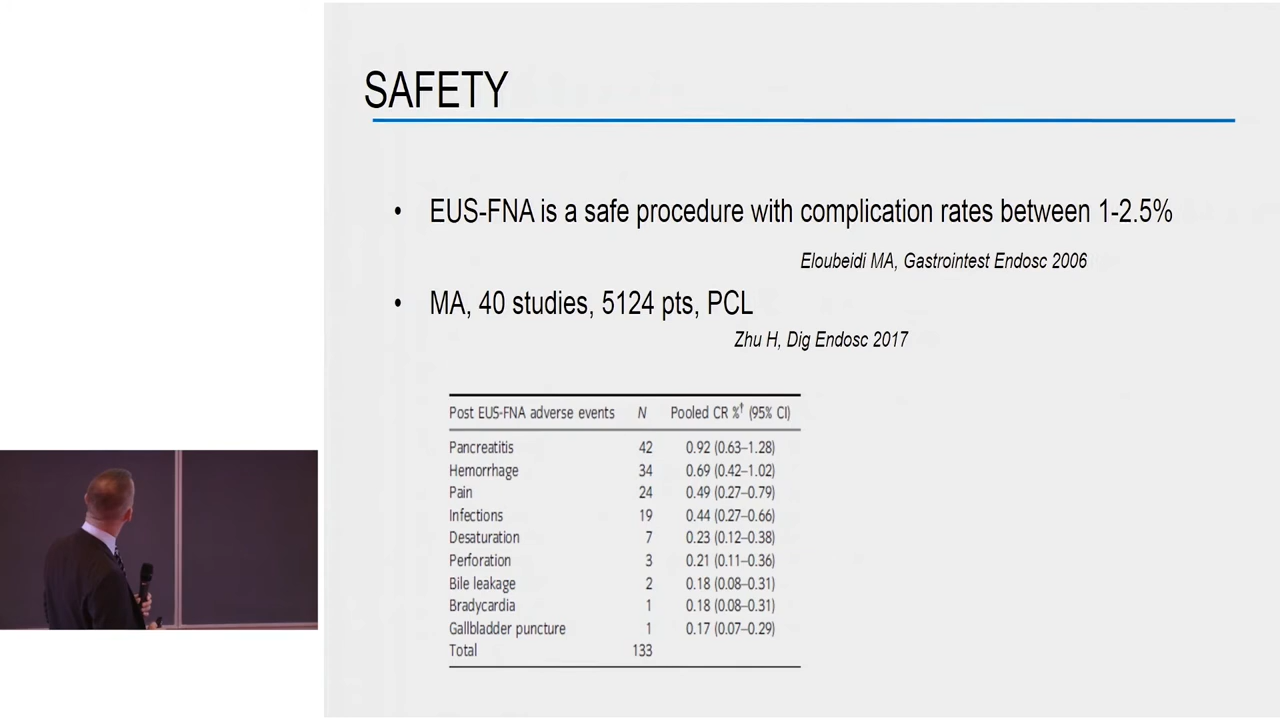 SAFETY
• EUS-FNA is a safe procedure with complication rates between 1-2.5%
Eloubeidi MA, Gastrointest Endosc 2006
• MA, 40 studies, 5124 pts, PCL
Zhu H, Dig Endosc 2017
Post EUS-FNA adverse events N Pooled CR %† (95% CI)
Pancreatitis 42 0.92 (0.63–1.28)
Hemorrhage 34 0.69 (0.42–1.02)
Pain 24 0.49 (0.27–0.79)
Infections 19 0.44 (0.27–0.66)
Desaturation 7 0.23 (0.12–0.38)
Perforation 3 0.21 (0.11–0.36)
Bile leakage 2 0.18 (0.08–0.31)
Bradycardia 1 0.18 (0.08–0.31)
Gallbladder puncture 1 0.17 (0.07–0.29)
Total 133